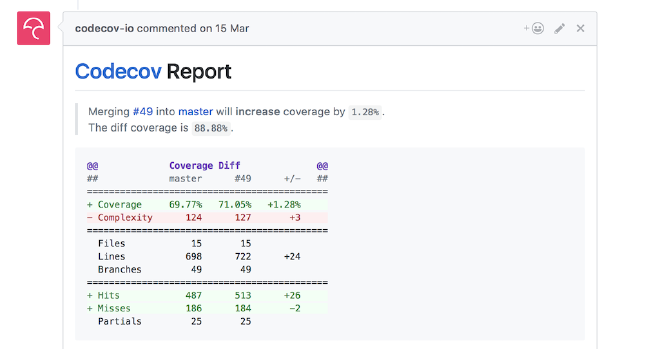 codecov-io commented on 15 Mar
Codecov Report
Merging #49 into master will increase coverage by 1.28%.
The diff coverage is 88.88%.
@@ Coverage Diff @@
## master #49 +/- ##
===========================================
+ Coverage 69.77% 71.05% +1.28%
- Complexity 124 127 +3
===========================================
Files 15 15
Lines 698 722 +24
Branches 49 49
===========================================
+ Hits 487 513 +26
+ Misses 186 184 -2
Partials 25 25